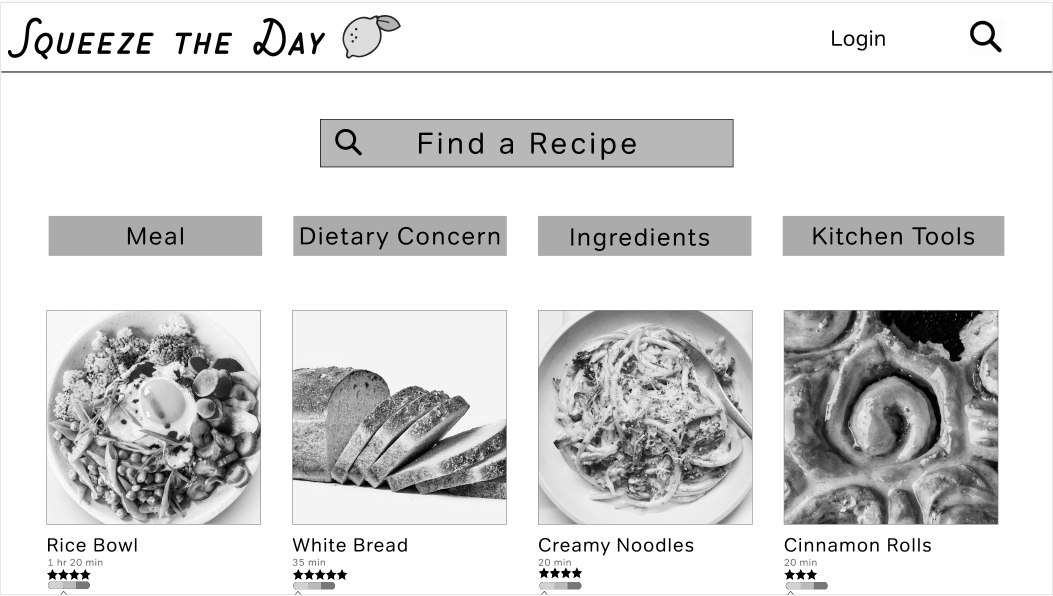 Squeeze the Day
Login
Find a Recipe
Meal
Dietary Concern
Ingredients
Kitchen Tools
Rice Bowl
1 hr 20 min
White Bread
35 min
Creamy Noodles
20 min
Cinnamon Rolls
20 min